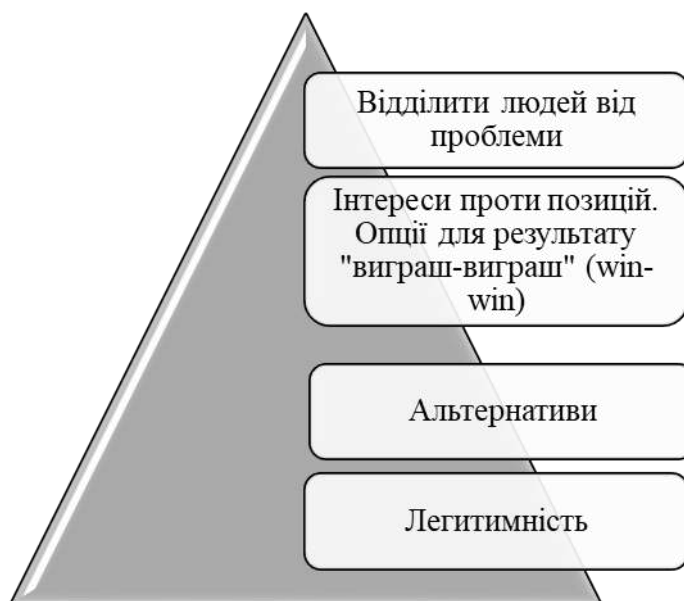 Відділити людей від
проблеми
Інтереси проти позицій.
Опції для результату
"виграш-виграш" (win-
win)
Альтернативи
Легитимність